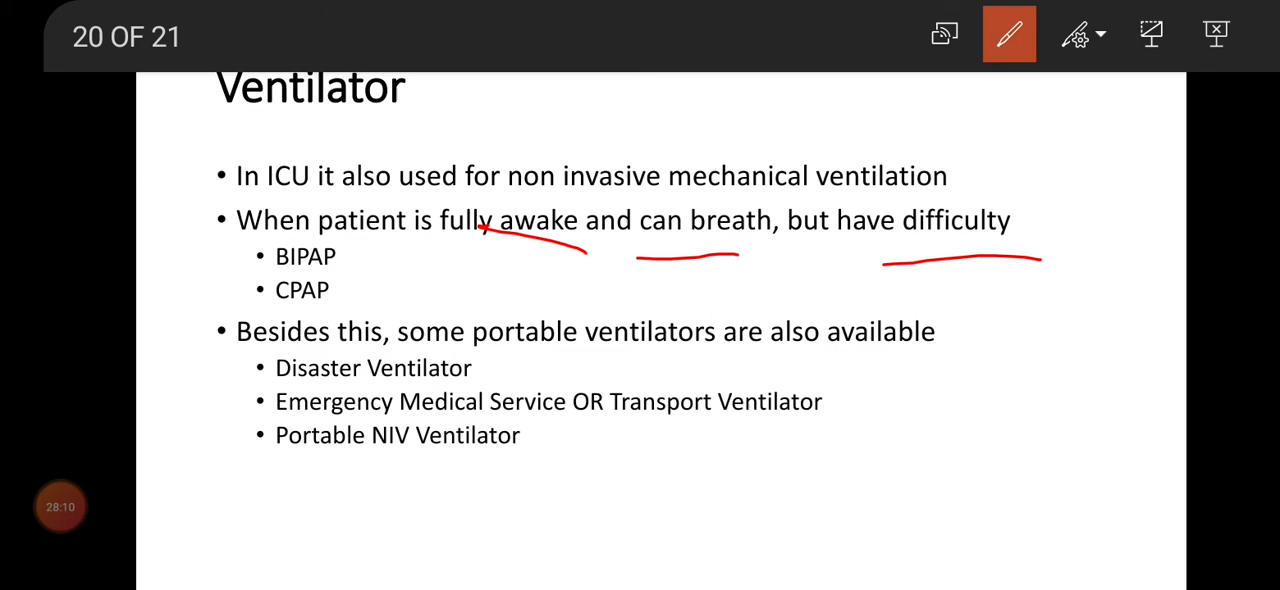 20 OF 21
Ventilator
• In ICU it also used for non invasive mechanical ventilation
• When patient is fully awake and can breath, but have difficulty
• BIPAP
• CPAP
• Besides this, some portable ventilators are also available
• Disaster Ventilator
• Emergency Medical Service OR Transport Ventilator
• Portable NIV Ventilator
28:10